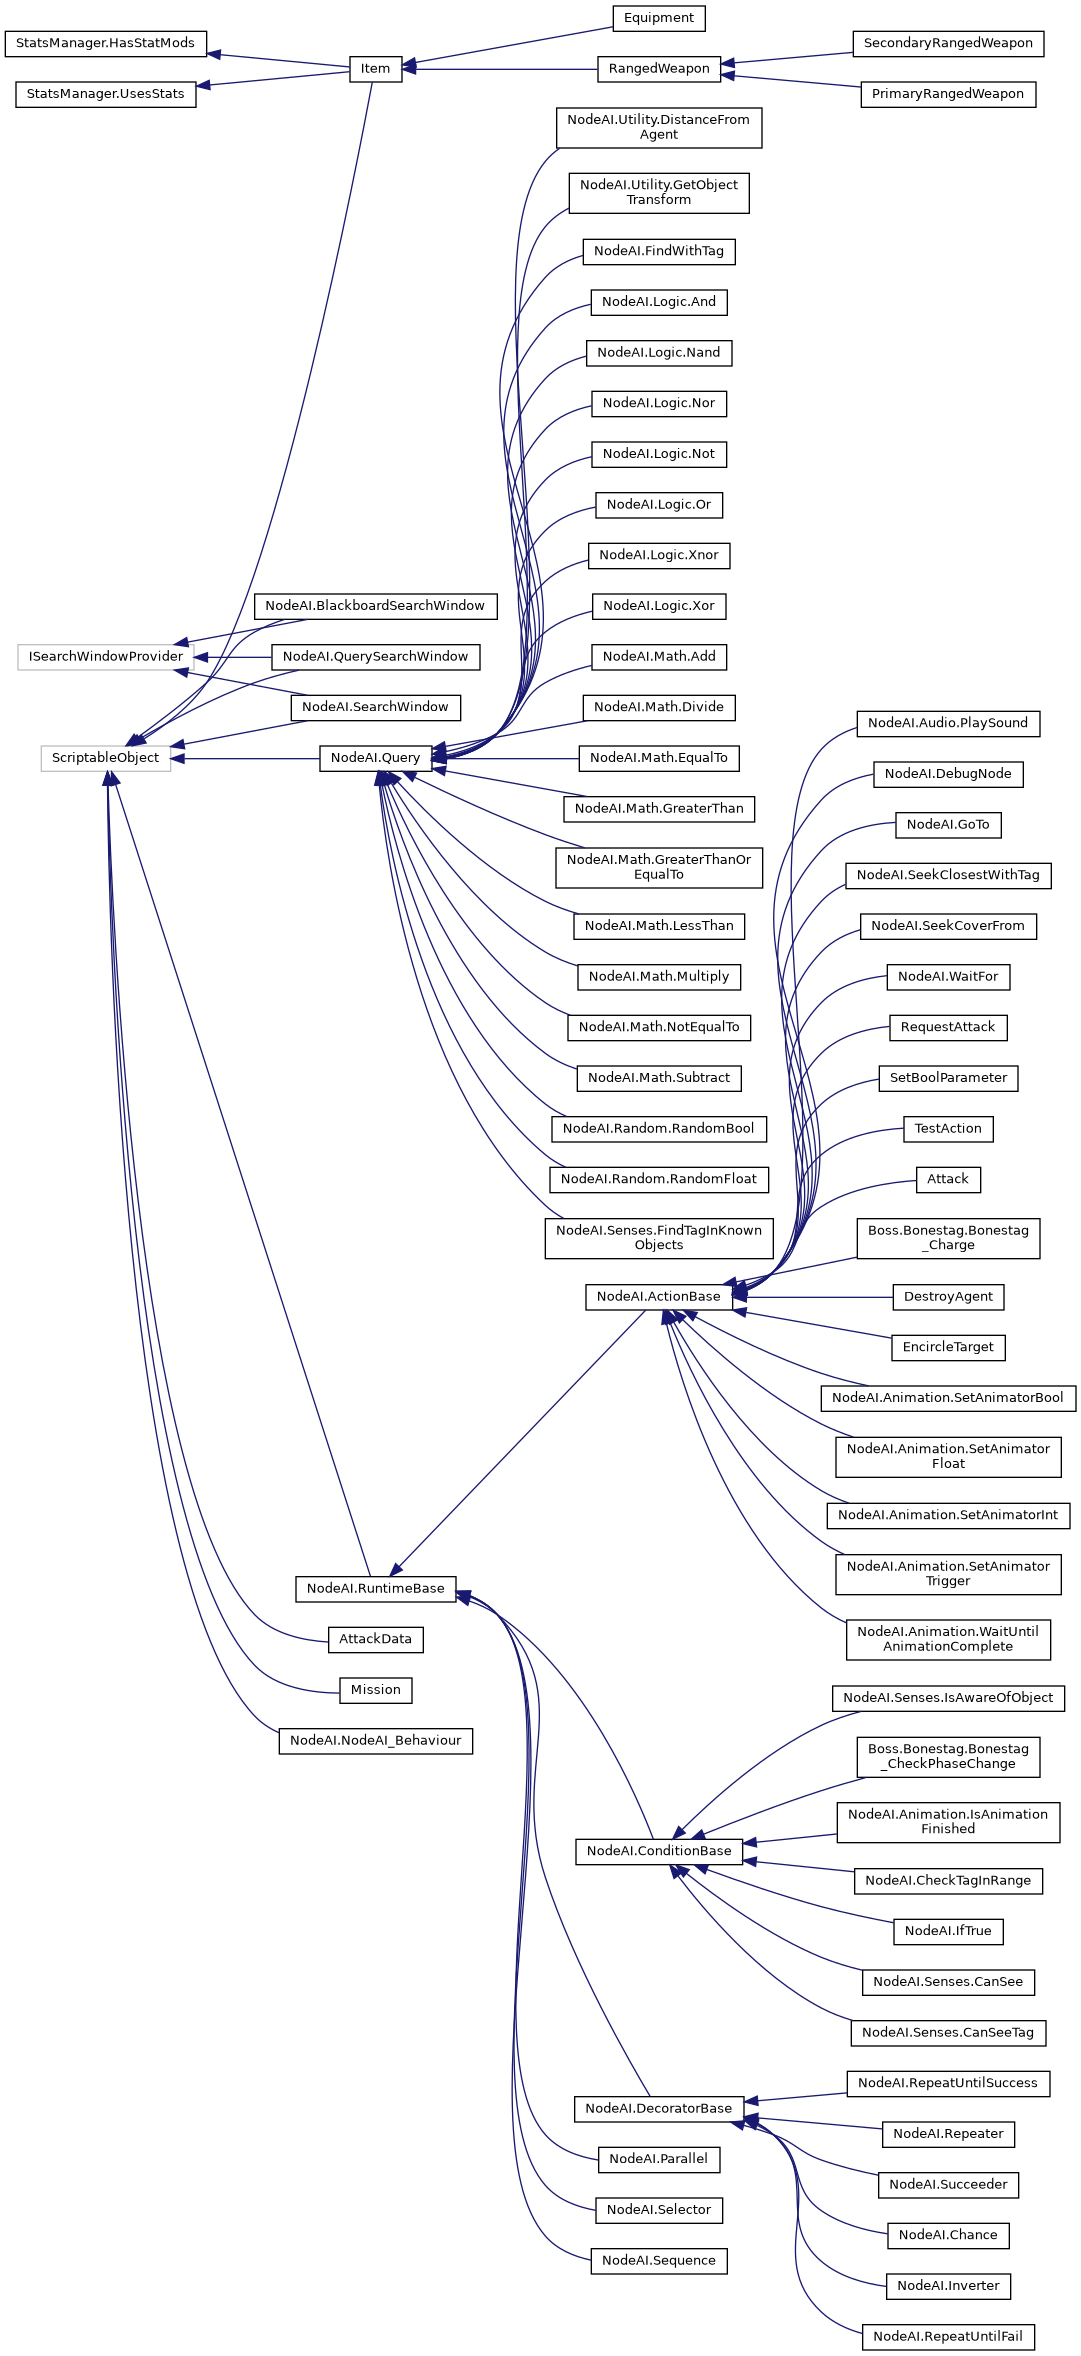 Equipment
StatsManager.HasStatMods
SecondaryRangedWeapon
Item
RangedWeapon
StatsManager.UsesStats
PrimaryRangedWeapon
NodeAI.Utility.DistanceFrom
Agent
NodeAI.Utility.GetObject
Transform
NodeAI.FindWithTag
NodeAI.Logic.And
NodeAI.Logic.Nand
NodeAI.Logic.Nor
NodeAI.Logic.Not
NodeAI.Logic.Or
NodeAI.Logic.Xnor
NodeAI.BlackboardSearchWindow
NodeAI.Logic.Xor
ISearchWindowProvider
NodeAI.QuerySearchWindow
NodeAI.Math.Add
NodeAI.SearchWindow
NodeAI.Math.Divide
ScriptableObject
NodeAI.Query
NodeAI.Math.EqualTo
NodeAI.Math.GreaterThan
NodeAI.Math.GreaterThanOr
EqualTo
NodeAI.Math.LessThan
NodeAI.Math.Multiply
NodeAI.Math.NotEqualTo
NodeAI.Math.Subtract
NodeAI.Random.RandomBool
NodeAI.Random.RandomFloat
NodeAI.Senses.FindTagInKnown
Objects
NodeAI.Audio.PlaySound
NodeAI.DebugNode
NodeAI.GoTo
NodeAI.SeekClosestWithTag
NodeAI.SeekCoverFrom
NodeAI.WaitFor
RequestAttack
SetBoolParameter
TestAction
Attack
Boss.Bonestag.Bonestag
_Charge
NodeAI.ActionBase
DestroyAgent
EncircleTarget
NodeAI.Animation.SetAnimatorBool
NodeAI.Animation.SetAnimator
Float
NodeAI.Animation.SetAnimatorInt
NodeAI.Animation.SetAnimator
Trigger
NodeAI.RuntimeBase
NodeAI.Animation.WaitUntil
AnimationComplete
AttackData
Mission
NodeAI.NodeAI_Behaviour
NodeAI.Senses.IsAwareOfObject
Boss.Bonestag.Bonestag
_CheckPhaseChange
NodeAI.Animation.IsAnimation
Finished
NodeAI.ConditionBase
NodeAI.CheckTagInRange
NodeAI.IfTrue
NodeAI.Senses.CanSee
NodeAI.Senses.CanSeeTag
NodeAI.RepeatUntilSuccess
NodeAI.DecoratorBase
NodeAI.Repeater
NodeAI.Parallel
NodeAI.Succeeder
NodeAI.Selector
NodeAI.Chance
NodeAI.Sequence
NodeAI.Inverter
NodeAI.RepeatUntilFail